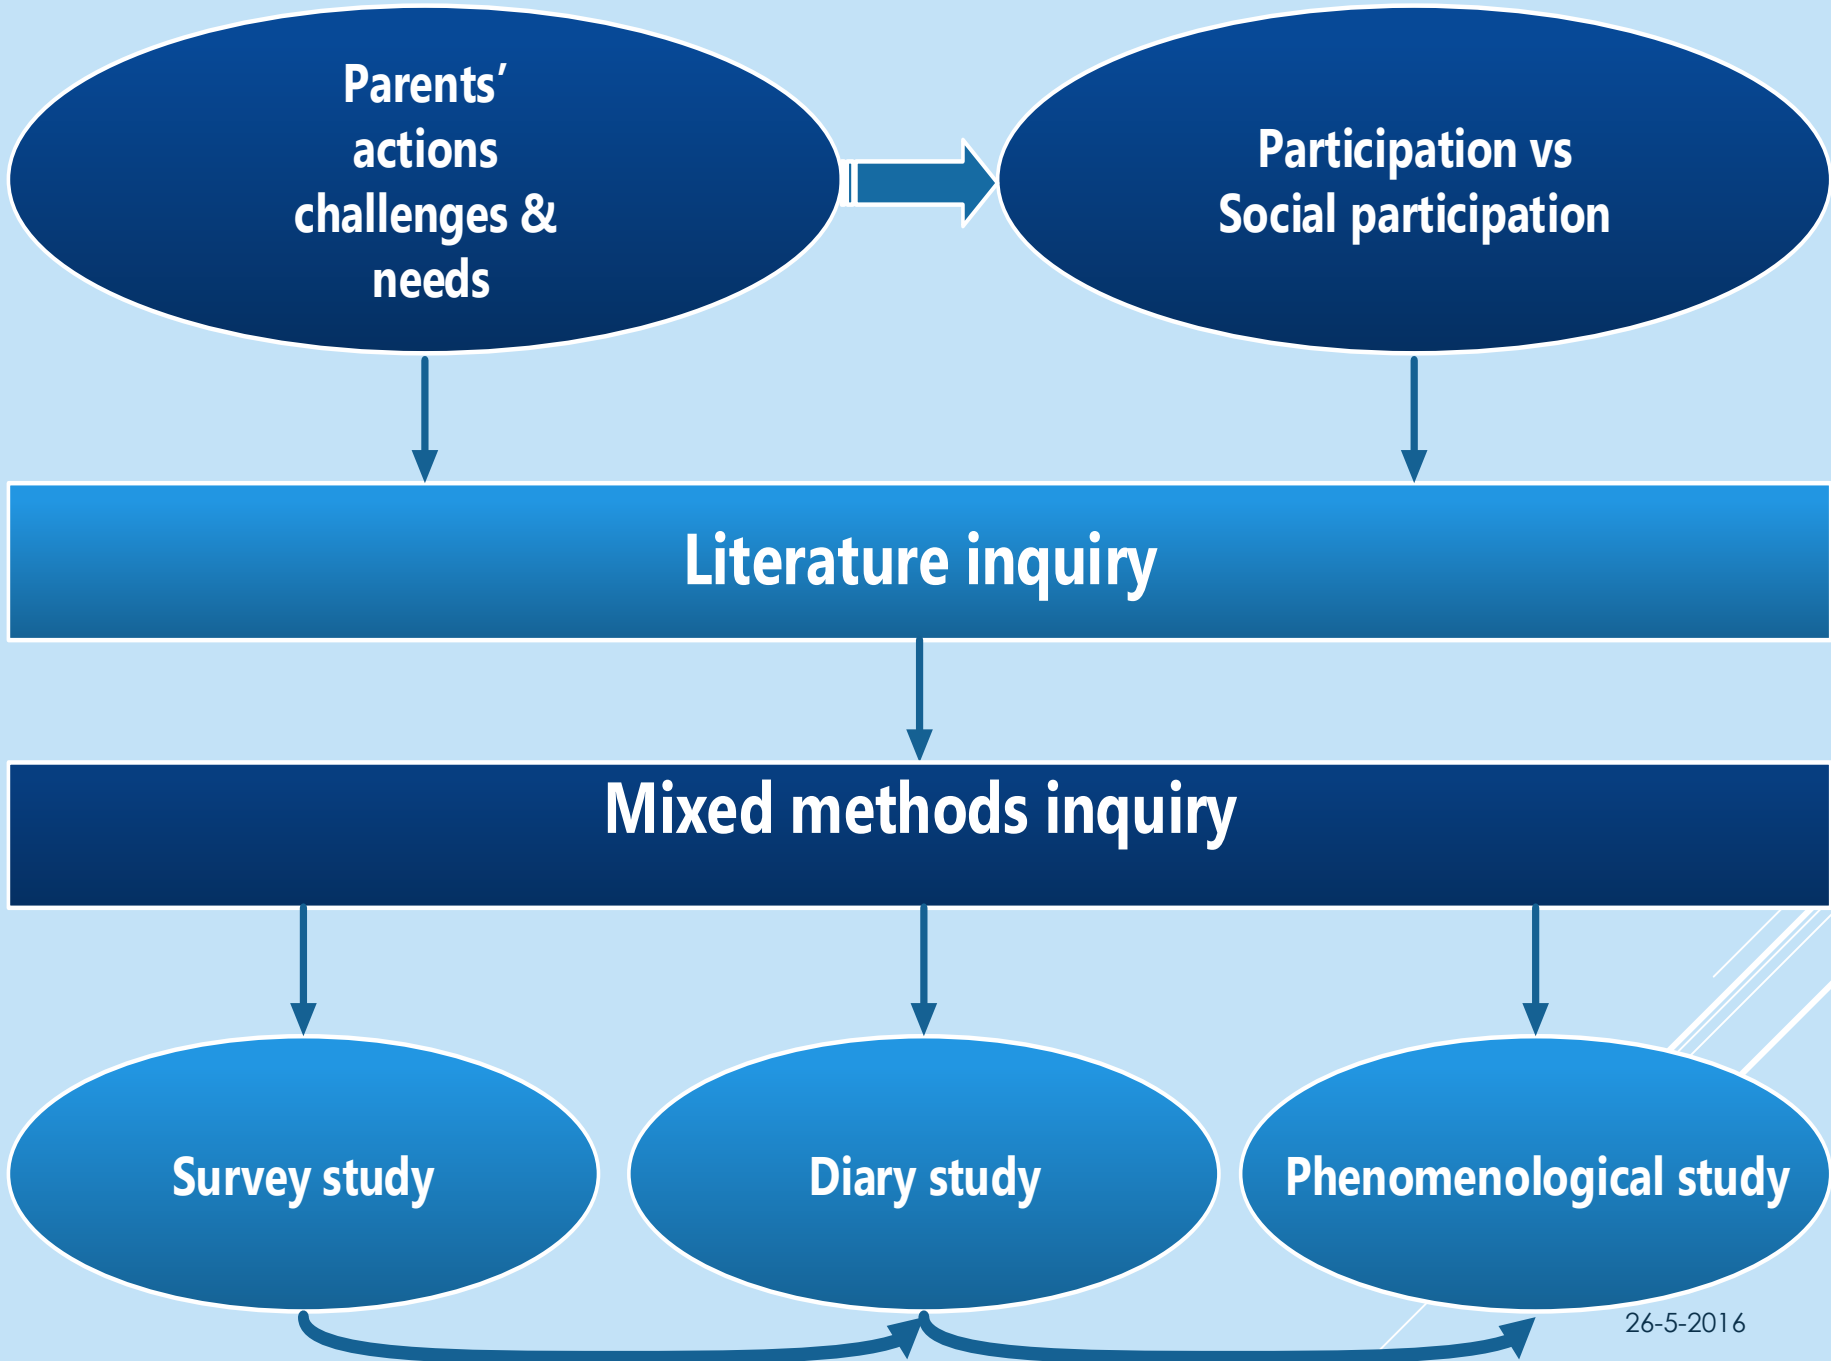 Parents’
actions
challenges &
needs
Participation vs
Social participation
Literature inquiry
Mixed methods inquiry
Survey study
Diary study
Phenomenological study
26-5-2016